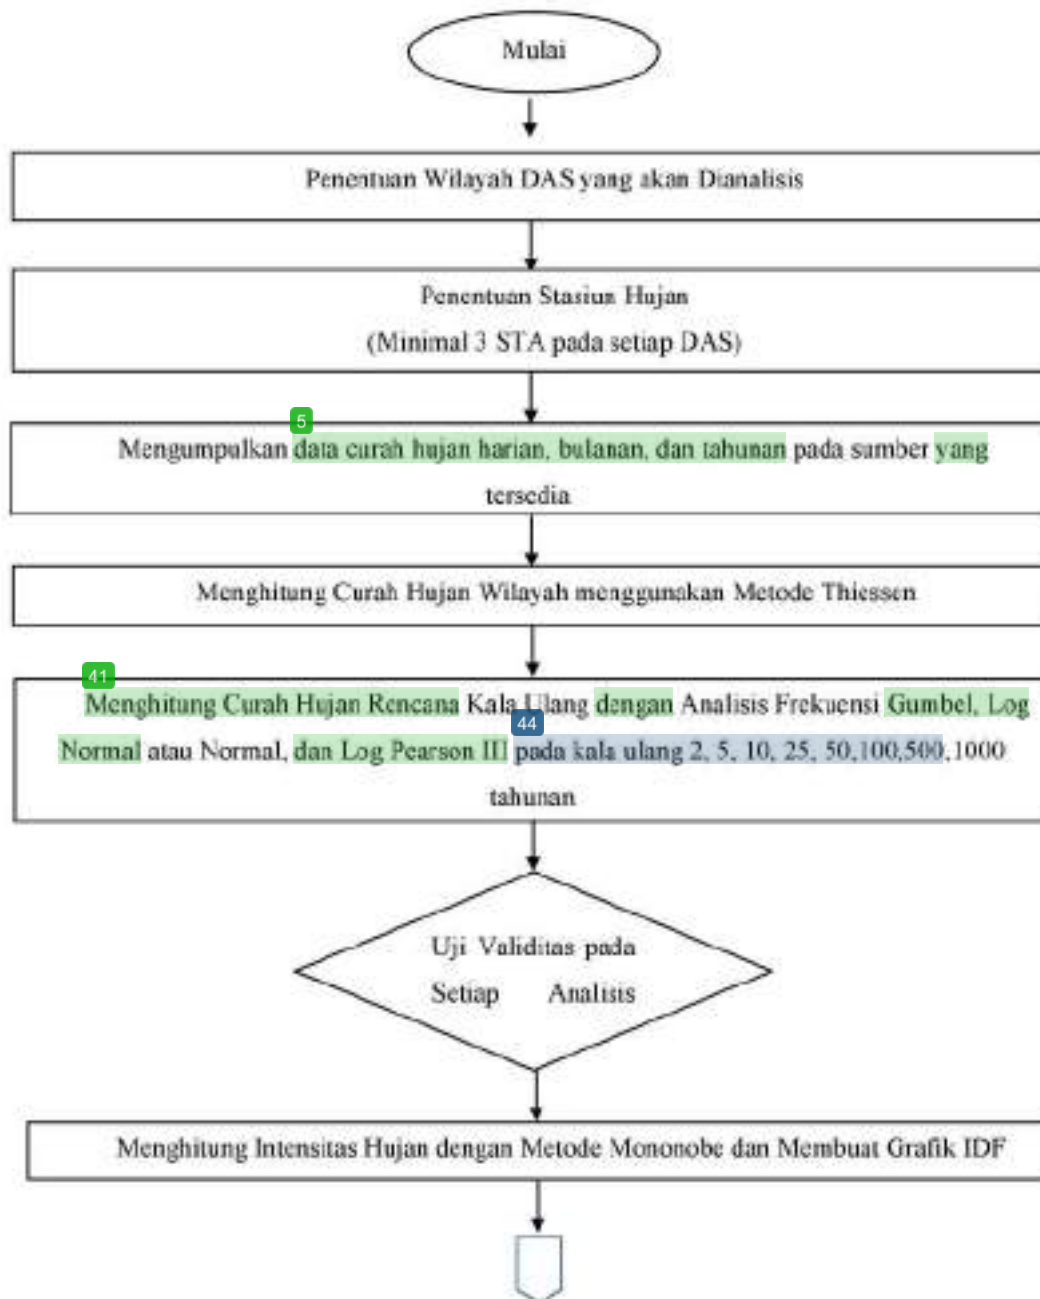 Mulai
Penentuan Wilayah DAS yang akan Dianalisis
Penentuan Stasiun Hujan
(Minimal 3 STA pada setiap DAS)
5
Mengumpulkan data curah hujan harian, bulanan, dan tahunan pada sumber yang
tersedia
Menghitung Curah Hujan Wilayah menggunakan Metode Thiessen
41
Menghitung Curah Hujan Rencana Kala Ulang dengan Analisis Frekuensi Gumbel, Log
44
Normal atau Normal, dan Log Pearson III pada kala ulang 2, 5, 10, 25, 50,100,500,1000
tahunan
Uji Validitas pada
Setiap Analisis
Menghitung Intensitas Hujan dengan Metode Mononobe dan Membuat Grafik IDF